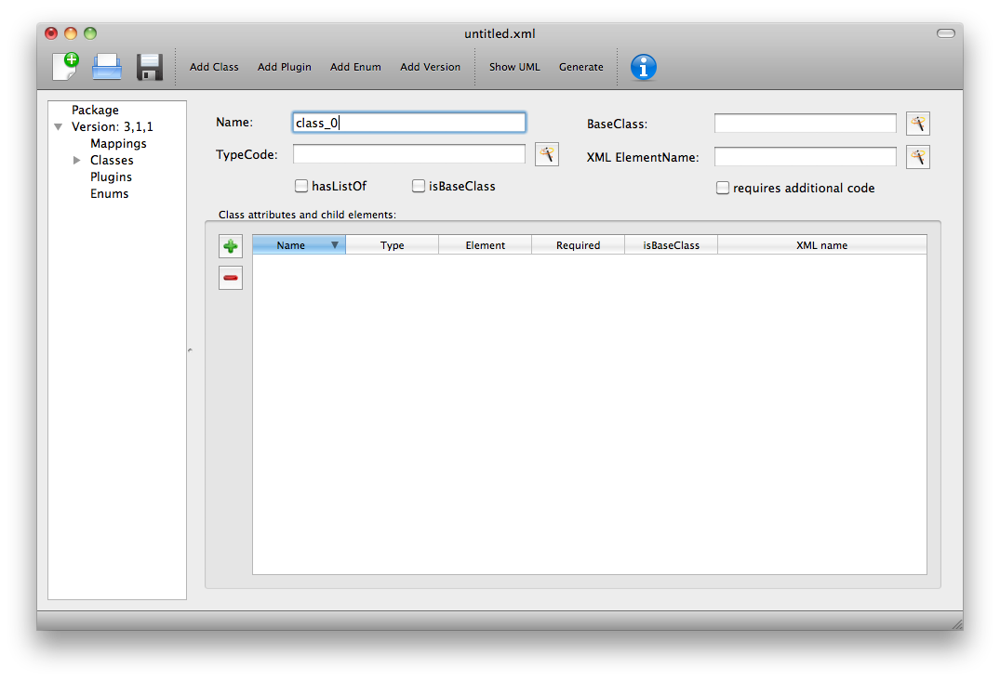 untitled.xml
Add Class Add Plugin Add Enum Add Version Show UML Generate
Package
Version: 3,1,1
Mappings
Classes
Plugins
Enums
Name: class_0 BaseClass:
TypeCode: XML ElementName:
hasListOf isBaseClass requires additional code
Class attributes and child elements:
Name Type Element Required isBaseClass XML name